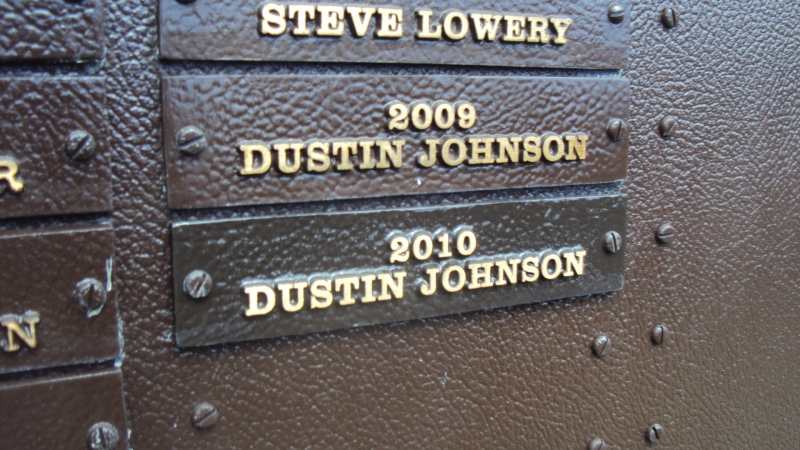 STEVE LOWERY
2009
DUSTIN JOHNSON
2010
DUSTIN JOHNSON
R
N